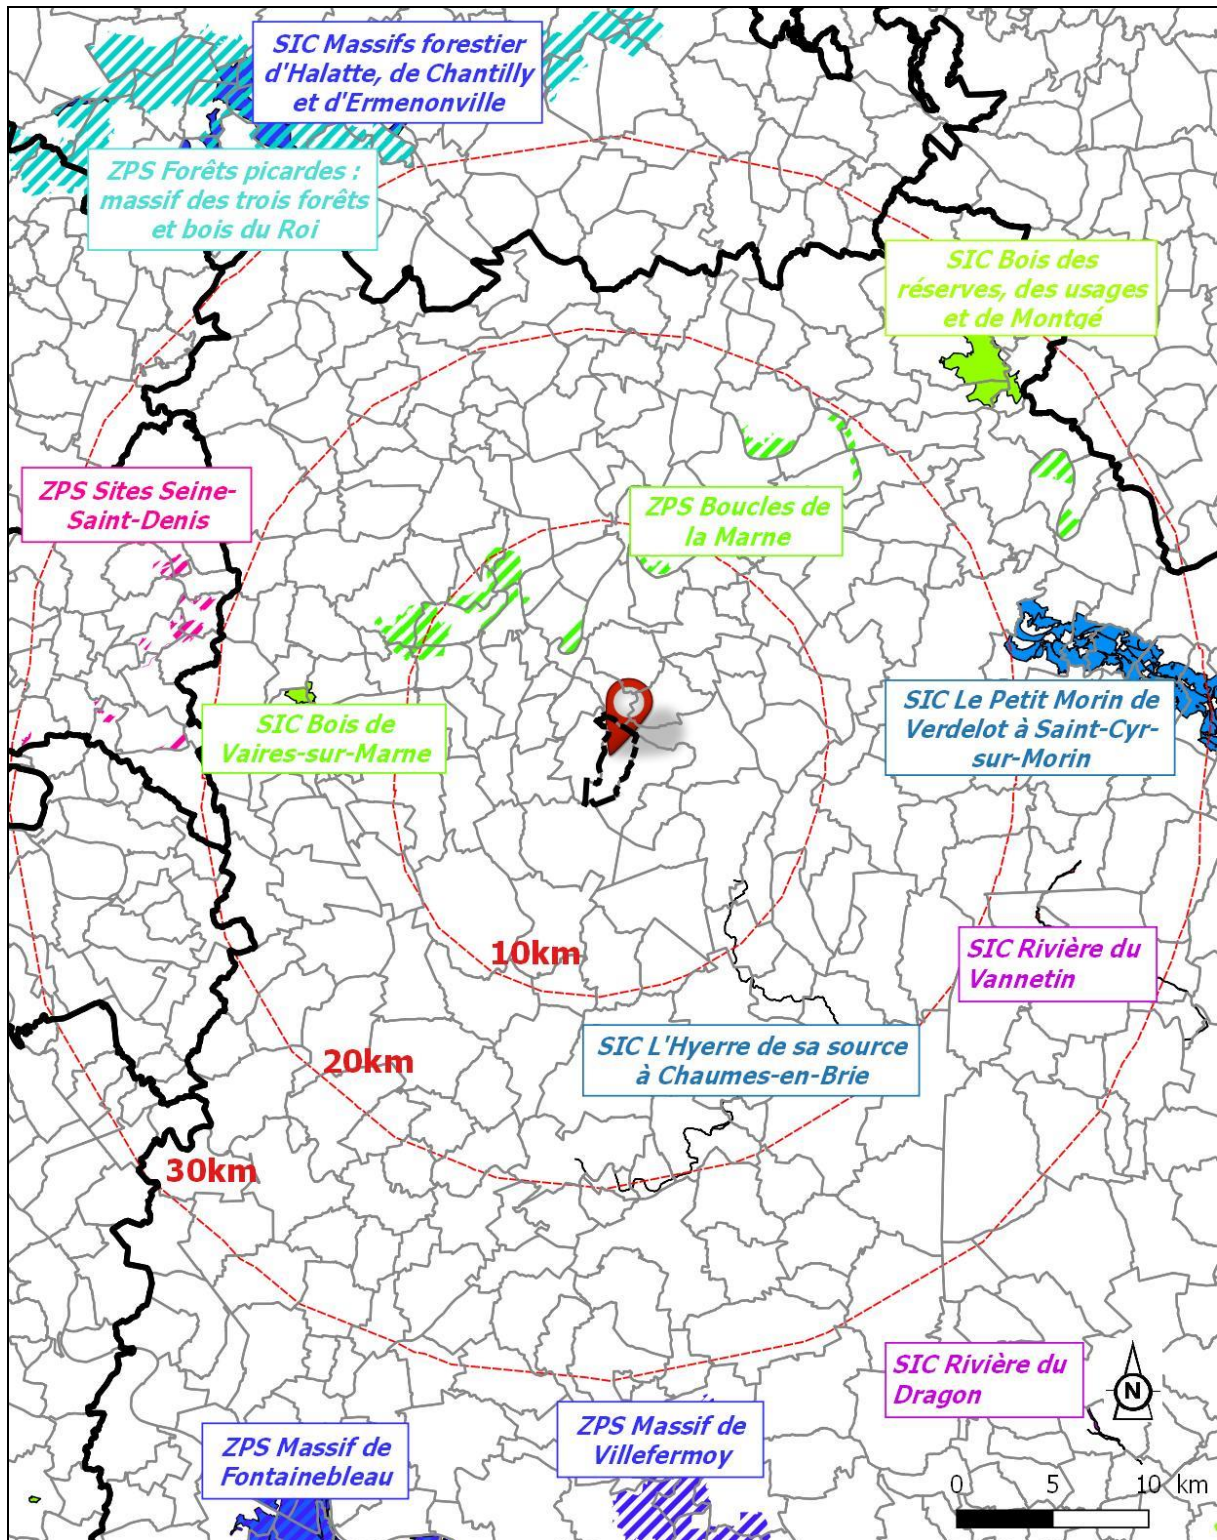 SIC Massifs forestier
d'Halatte, de Chantilly
et d'Ermenonville
ZPS Forêts picardes :
massif des trois forêts
et bois du Roi
SIC Bois des
réserves, des usages
et de Montgé
ZPS Sites Seine-
Saint-Denis
ZPS Boucles de
la Marne
SIC Bois de
Vaires-sur-Marne
SIC Le Petit Morin de
Verdelot à Saint-Cyr-
sur-Morin
10km
SIC Rivière du
Vannetin
20km
SIC L'Hyerre de sa source
à Chaumes-en-Brie
30km
SIC Rivière du
Dragon
N
ZPS Massif de
Fontainebleau
ZPS Massif de
Villefermoy
0 5 10 km